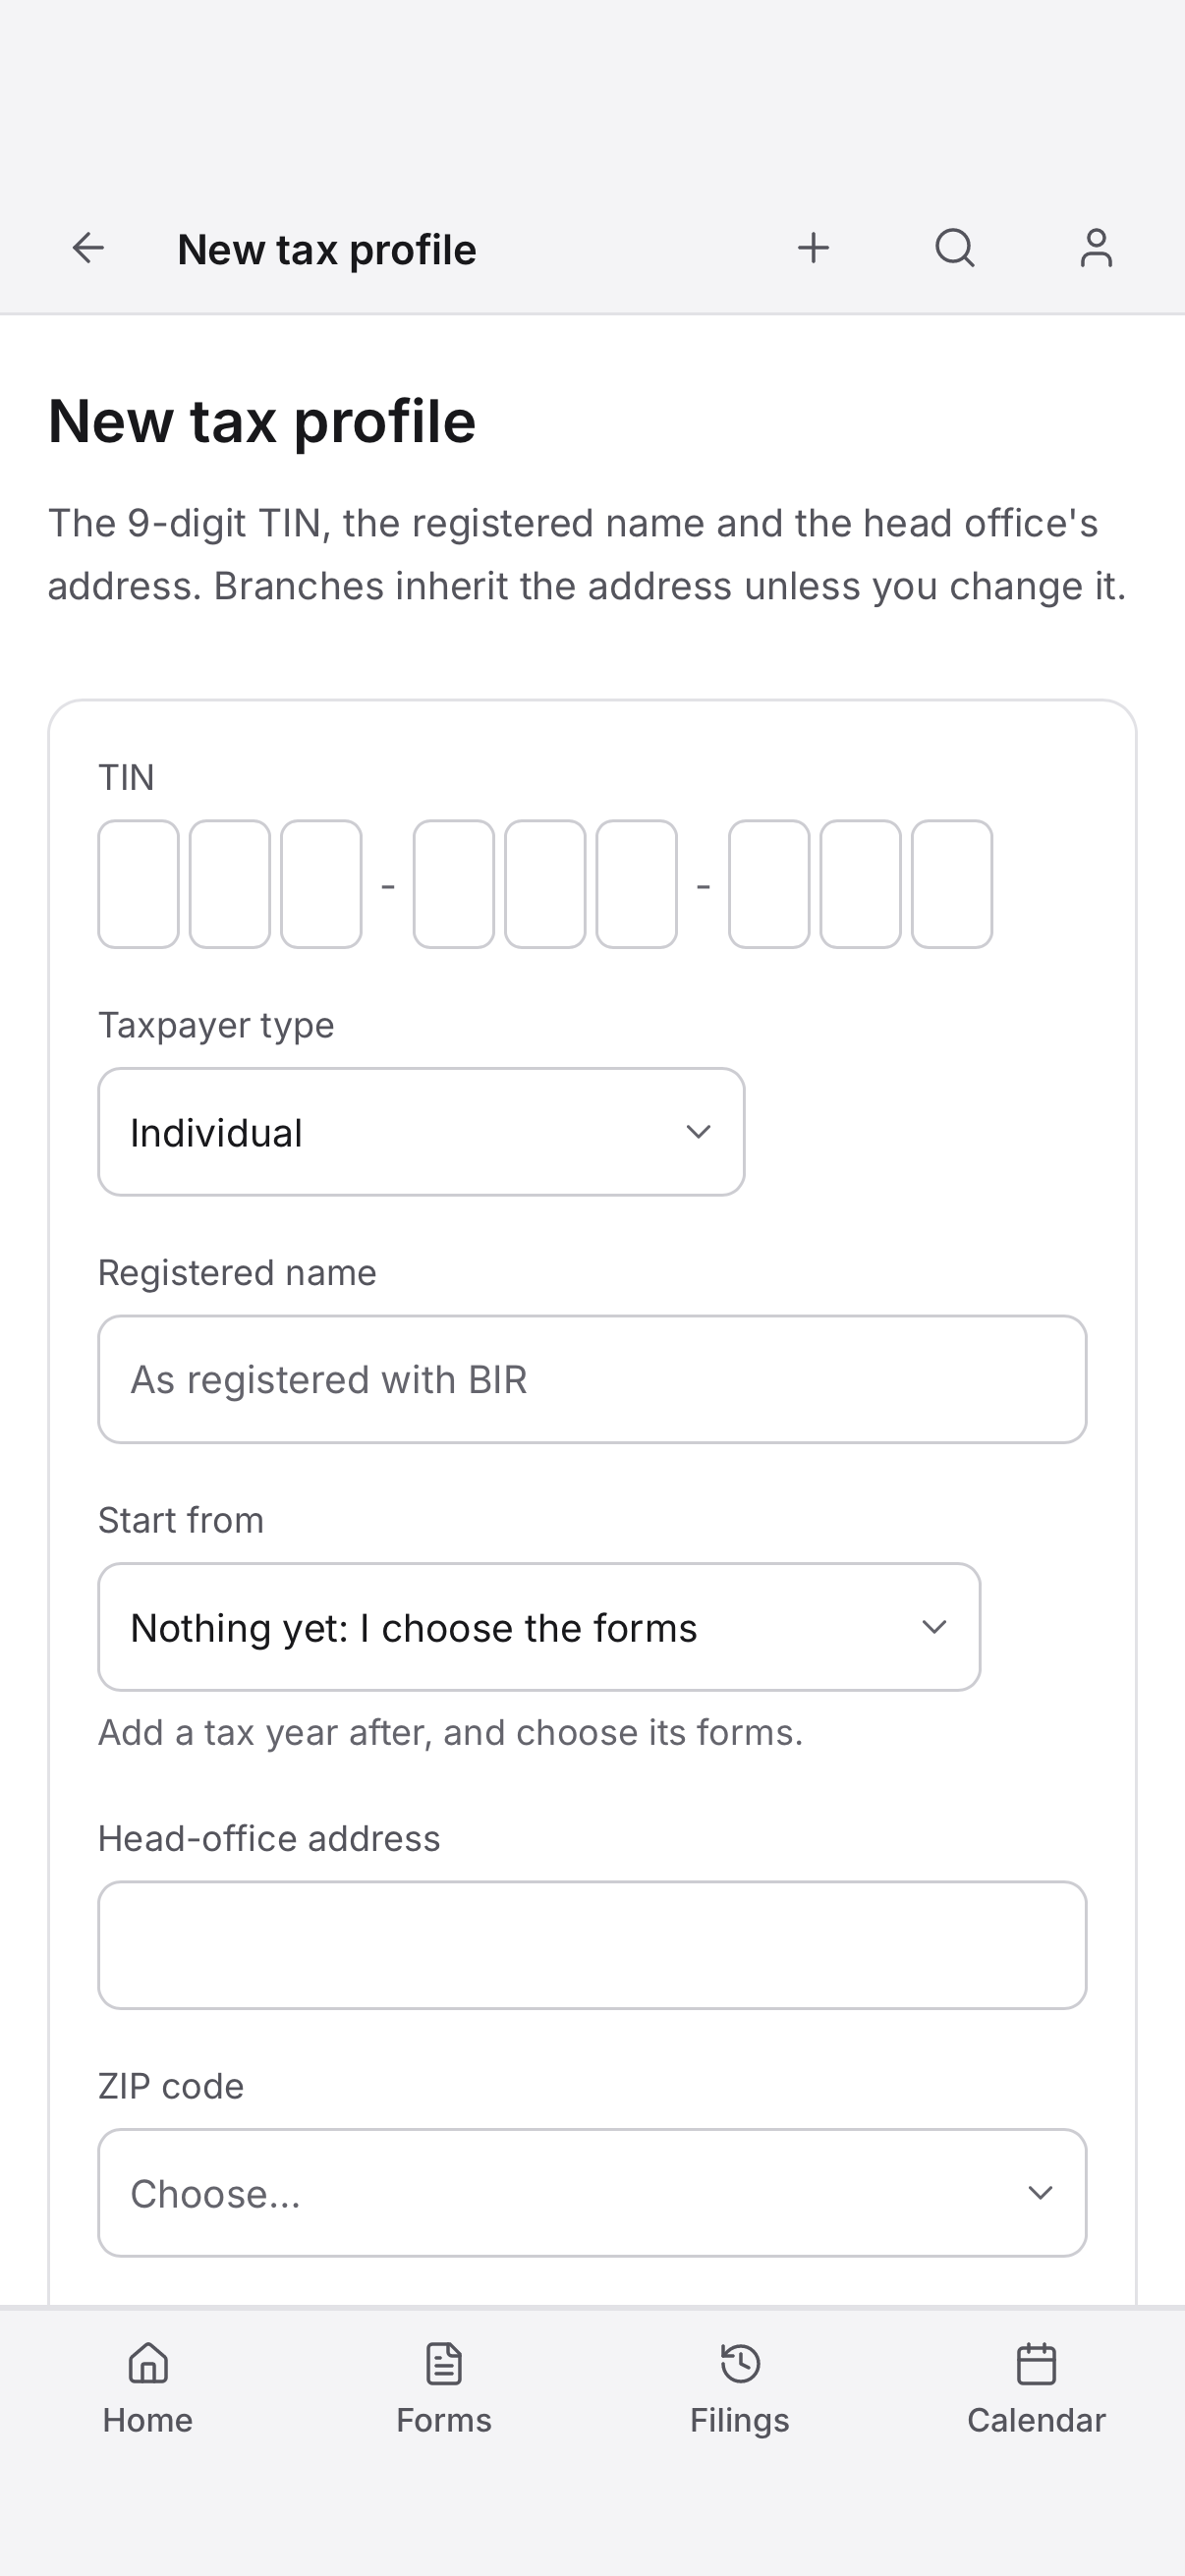 New tax profile
New tax profile
The 9-digit TIN, the registered name and the head office's
address. Branches inherit the address unless you change it.
TIN
- -
Taxpayer type
Individual
Registered name
As registered with BIR
Start from
Nothing yet: I choose the forms
Add a tax year after, and choose its forms.
Head-office address
ZIP code
Choose...
Home Forms Filings Calendar